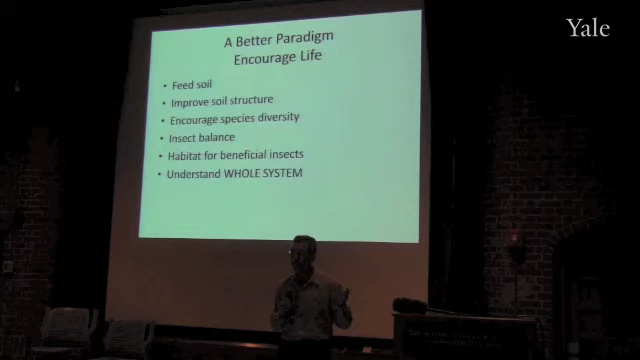 Yale
A Better Paradigm
Encourage Life
• Feed soil
• Improve soil structure
• Encourage species diversity
• Insect balance
• Habitat for beneficial insects
• Understand WHOLE SYSTEM